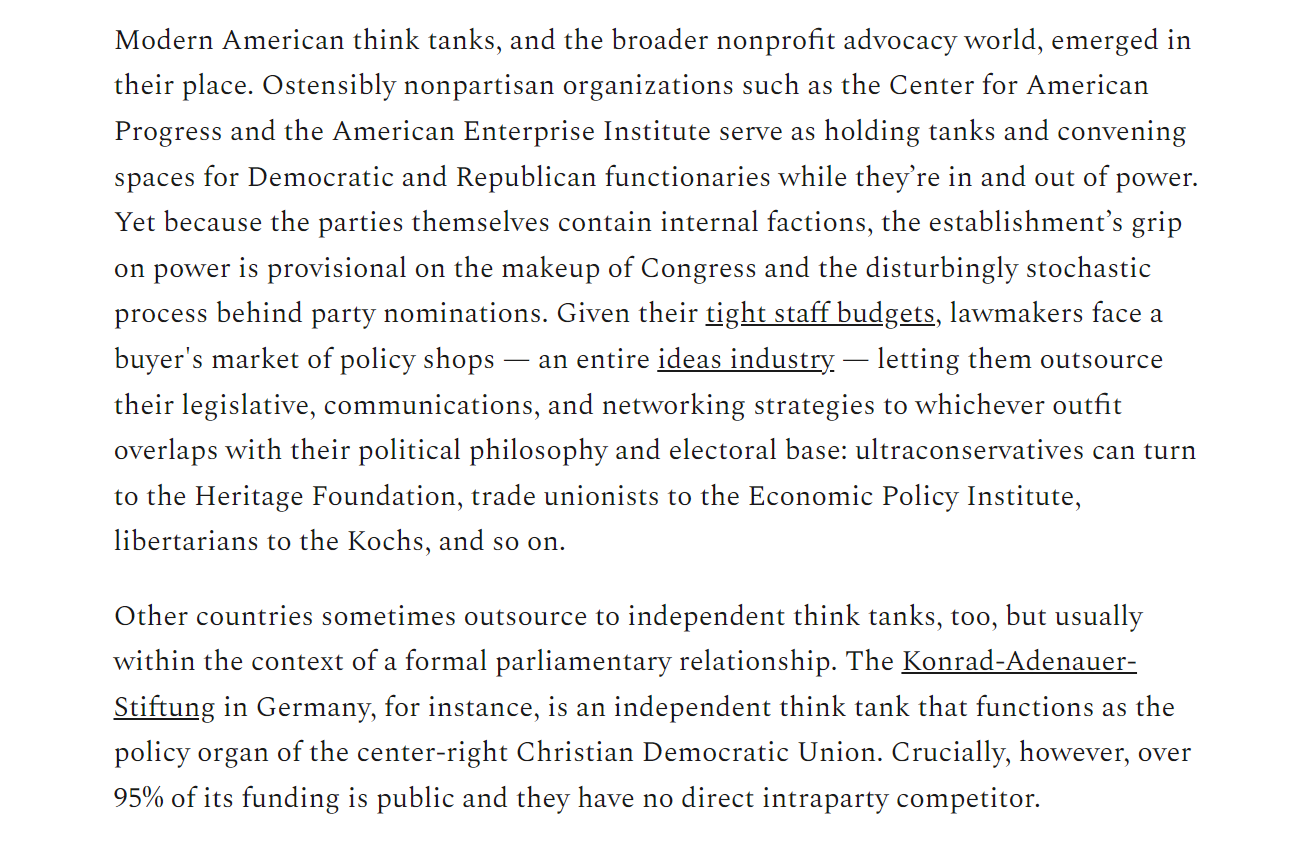 Modern American think tanks, and the broader nonprofit advocacy world, emerged in
their place. Ostensibly nonpartisan organizations such as the Center for American
Progress and the American Enterprise Institute serve as holding tanks and convening
spaces for Democratic and Republican functionaries while they’re in and out of power.
Yet because the parties themselves contain internal factions, the establishment’s grip
on power is provisional on the makeup of Congress and the disturbingly stochastic
process behind party nominations. Given their tight staff budgets, lawmakers face a
buyer's market of policy shops — an entire ideas industry — letting them outsource
their legislative, communications, and networking strategies to whichever outfit
overlaps with their political philosophy and electoral base: ultraconservatives can turn
to the Heritage Foundation, trade unionists to the Economic Policy Institute,
libertarians to the Kochs, and so on.
Other countries sometimes outsource to independent think tanks, too, but usually
within the context of a formal parliamentary relationship. The Konrad-Adenauer-
Stiftung in Germany, for instance, is an independent think tank that functions as the
policy organ of the center-right Christian Democratic Union. Crucially, however, over
95% of its funding is public and they have no direct intraparty competitor.